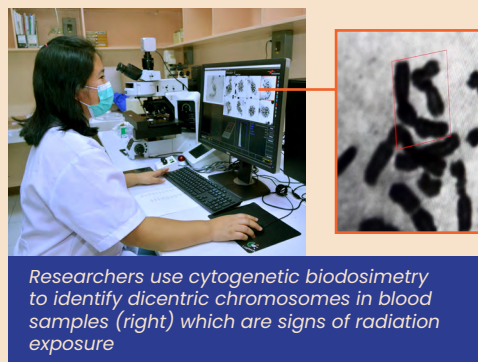 Researchers use cytogenetic biodosimetry
to identify dicentric chromosomes in blood
samples (right) which are signs of radiation
exposure